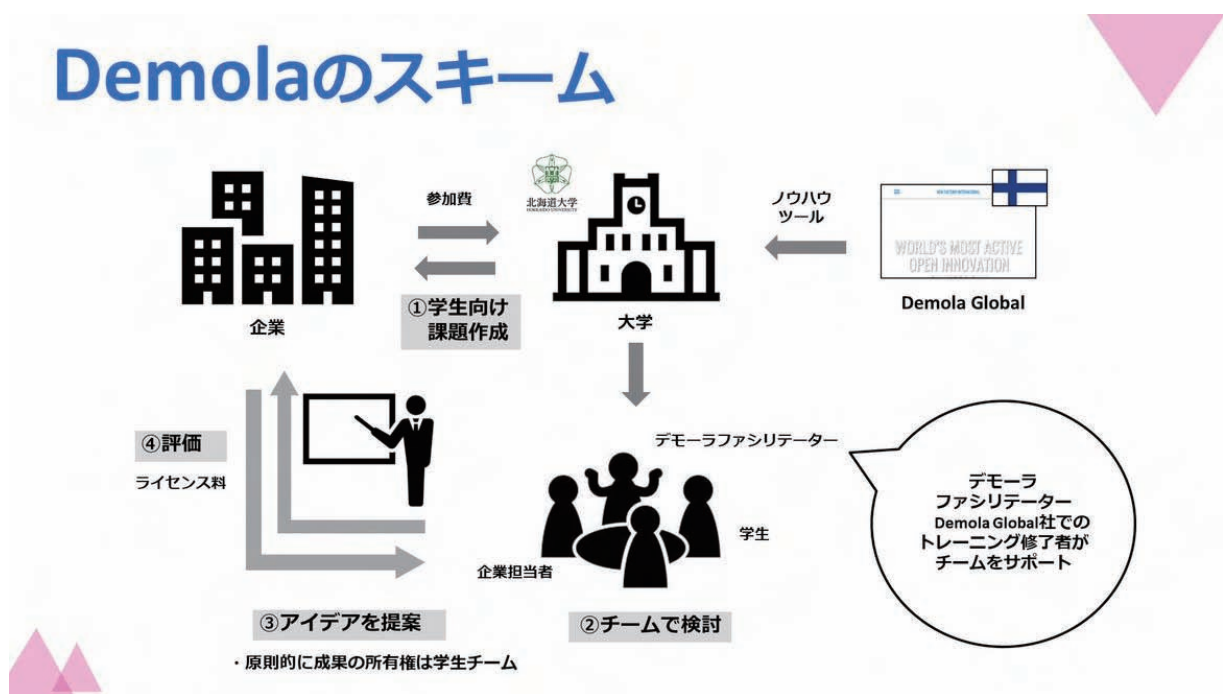 Demolaのスキーム
参加費
北海道大学
HOKKAIDO UNIVERSITY
ノウハウ
ツール
WORLD'S MOST ACTIVE
OPEN INNOVATION
企業
①学生向け
課題作成
大学
Demola Global
④評価
ライセンス料
デモーラファシリテーター
学生
企業担当者
デモーラ
ファシリテーター
Demola Global社での
トレーニング修了者が
チームをサポート
③アイデアを提案
②チームで検討
・原則的に成果の所有権は学生チーム